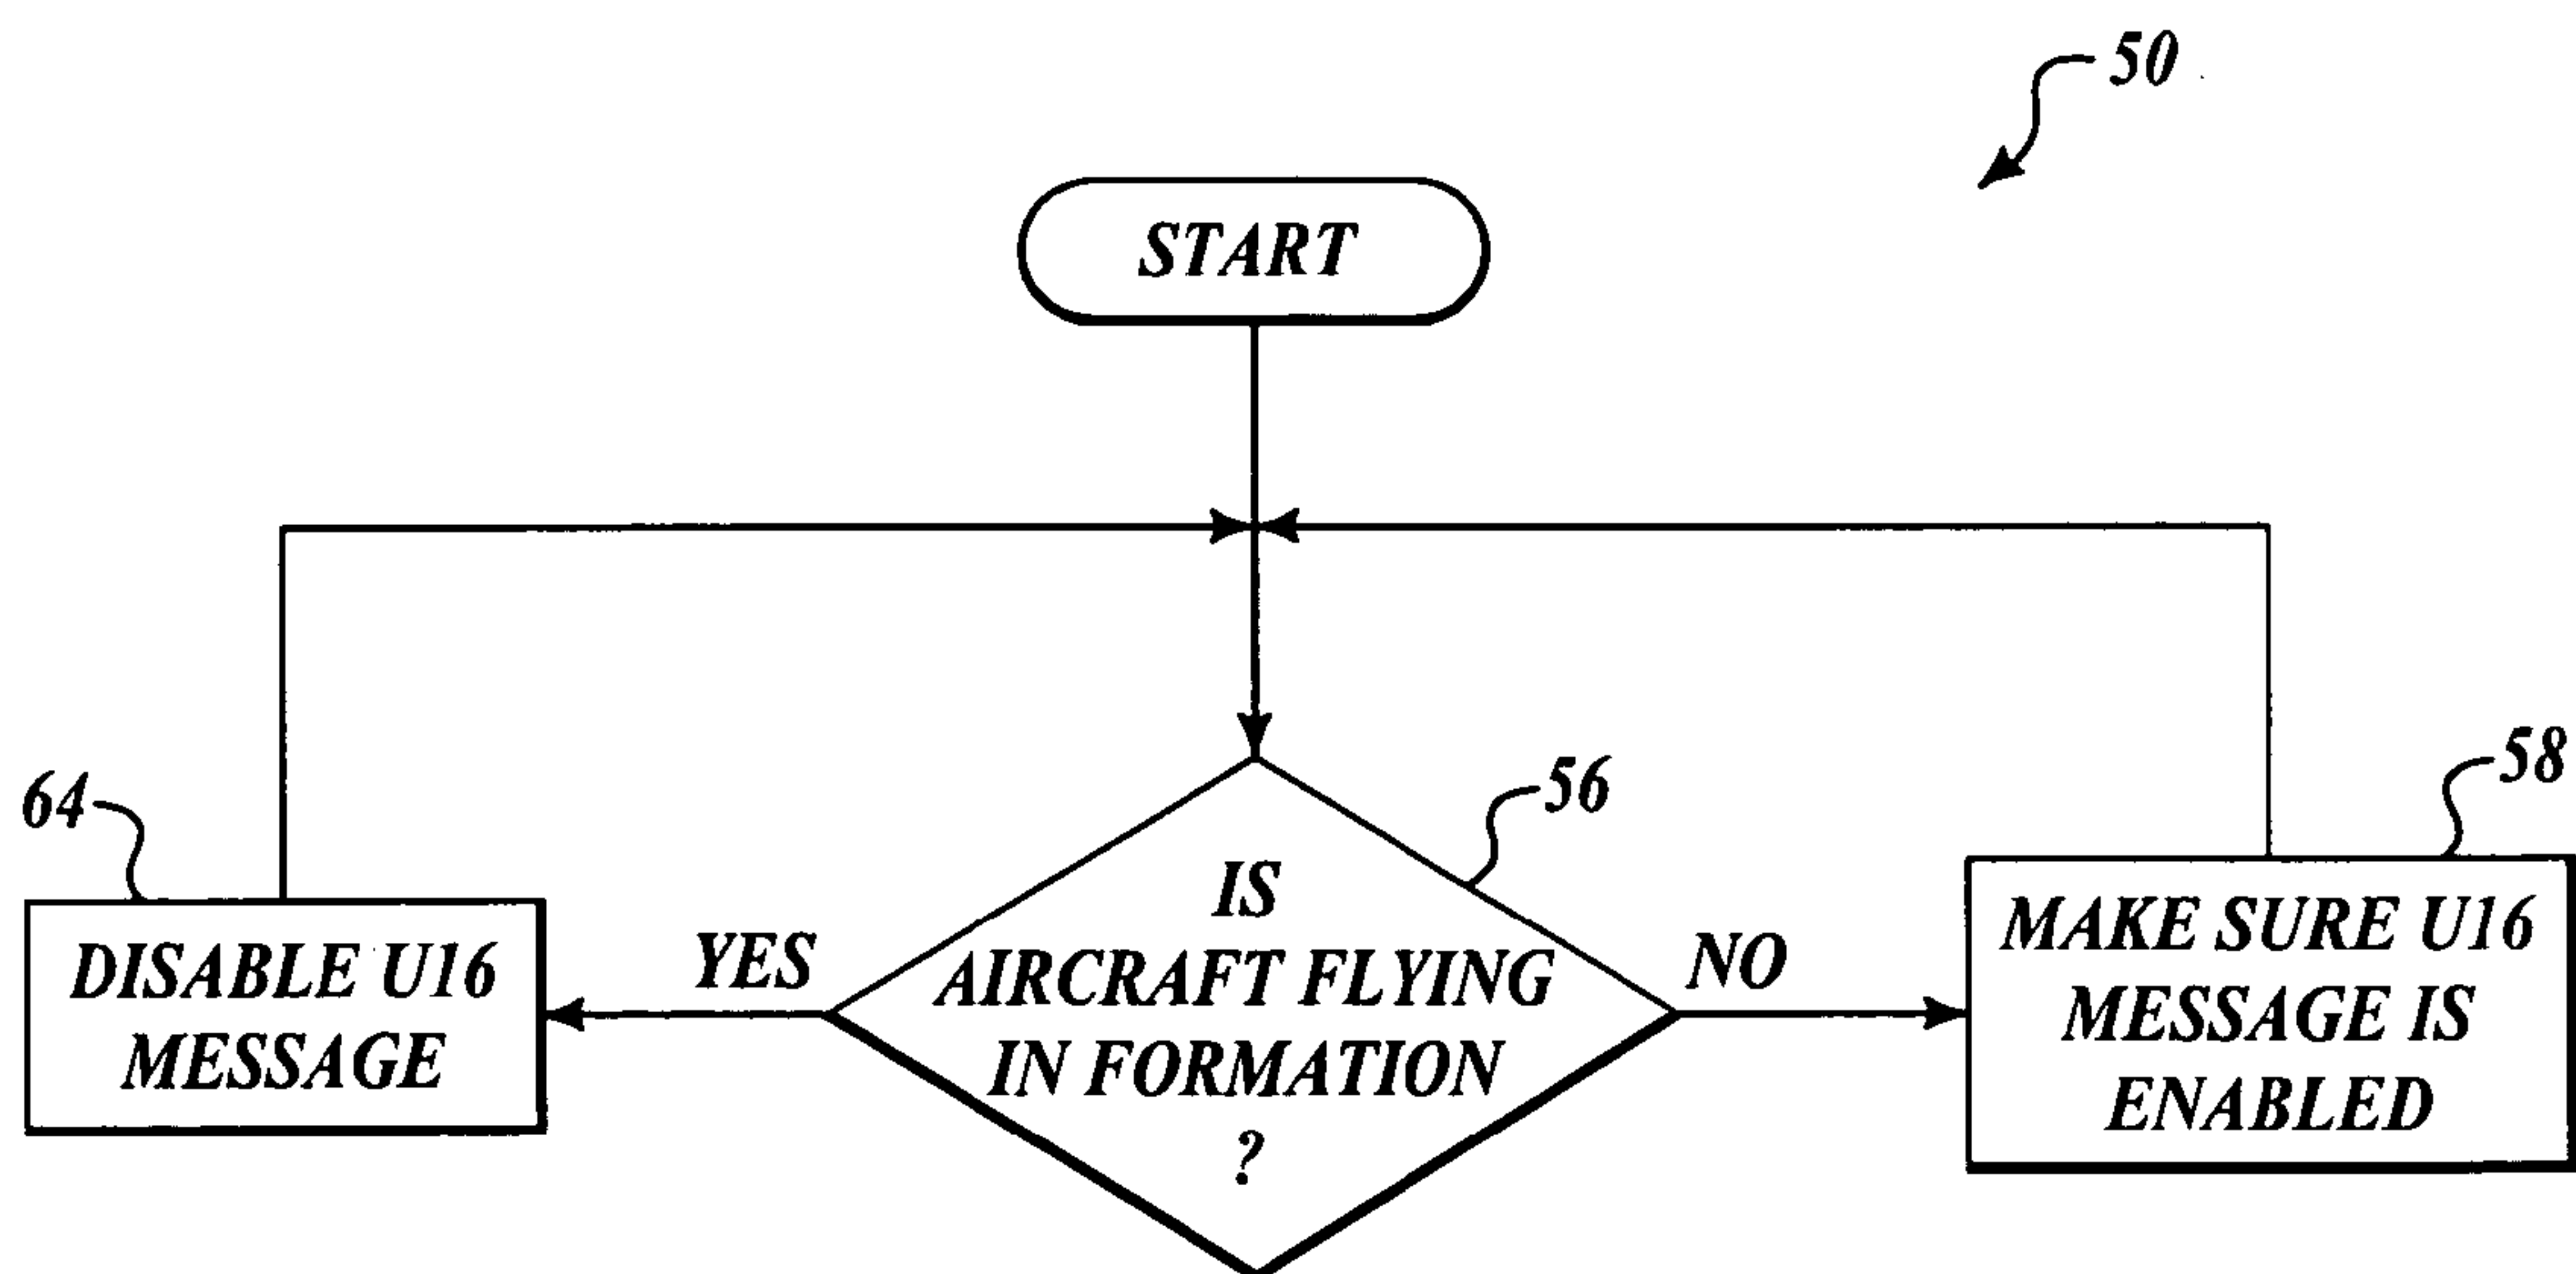 50
START
64
56
58
IS
AIRCRAFT FLYING
IN FORMATION
?
YES
NO
DISABLE U16
MESSAGE
MAKE SURE U16
MESSAGE IS
ENABLED